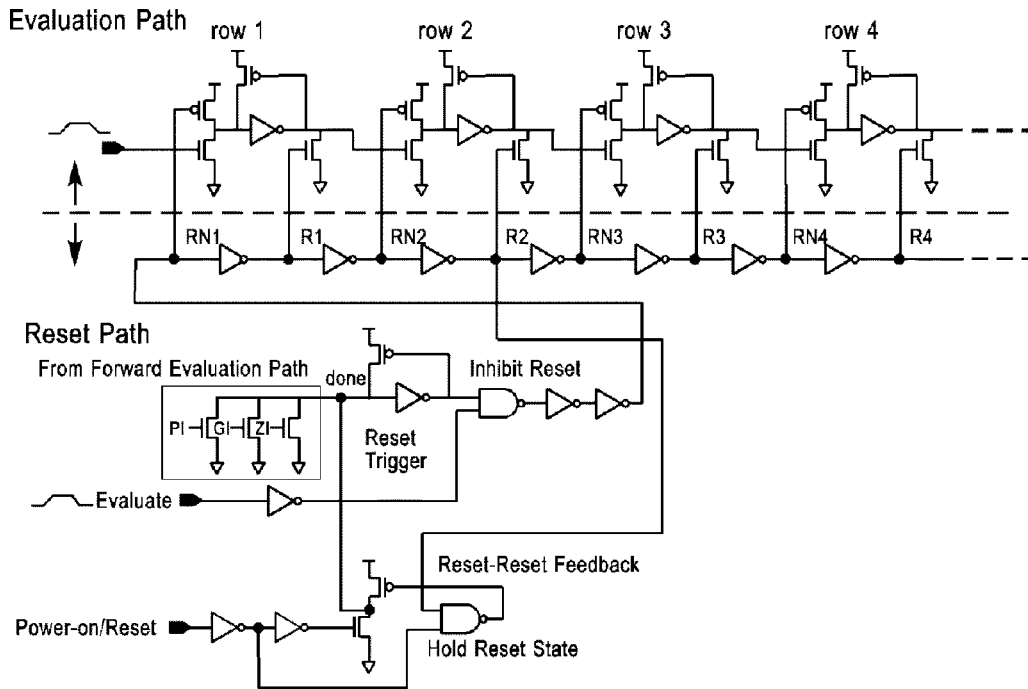 Evaluation Path
row 1
row 2
row 3
row 4
RN1
R1
RN2
R2
RN3
R3
RN4
R4
Reset Path
From Forward Evaluation Path
done
Inhibit Reset
PI
GI
ZI
Reset
Trigger
Evaluate
Reset-Reset Feedback
Power-on/Reset
Hold Reset State